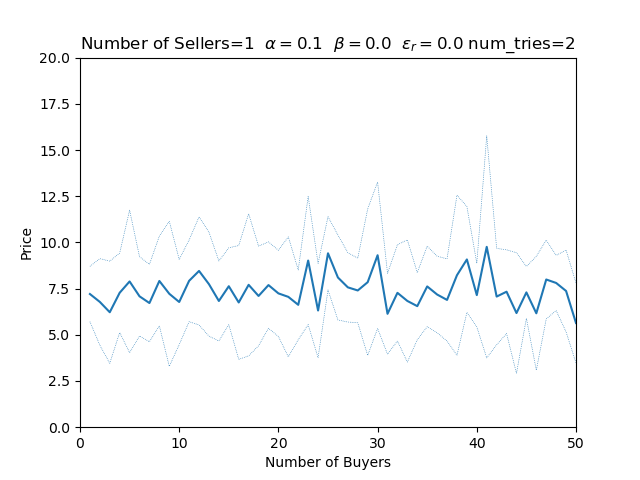 Number of Sellers=1 α = 0.1 β = 0.0 ε_r = 0.0 num_tries=2
20.0
17.5
15.0
12.5
10.0
7.5
5.0
2.5
0.0
Price
0 10 20 30 40 50
Number of Buyers